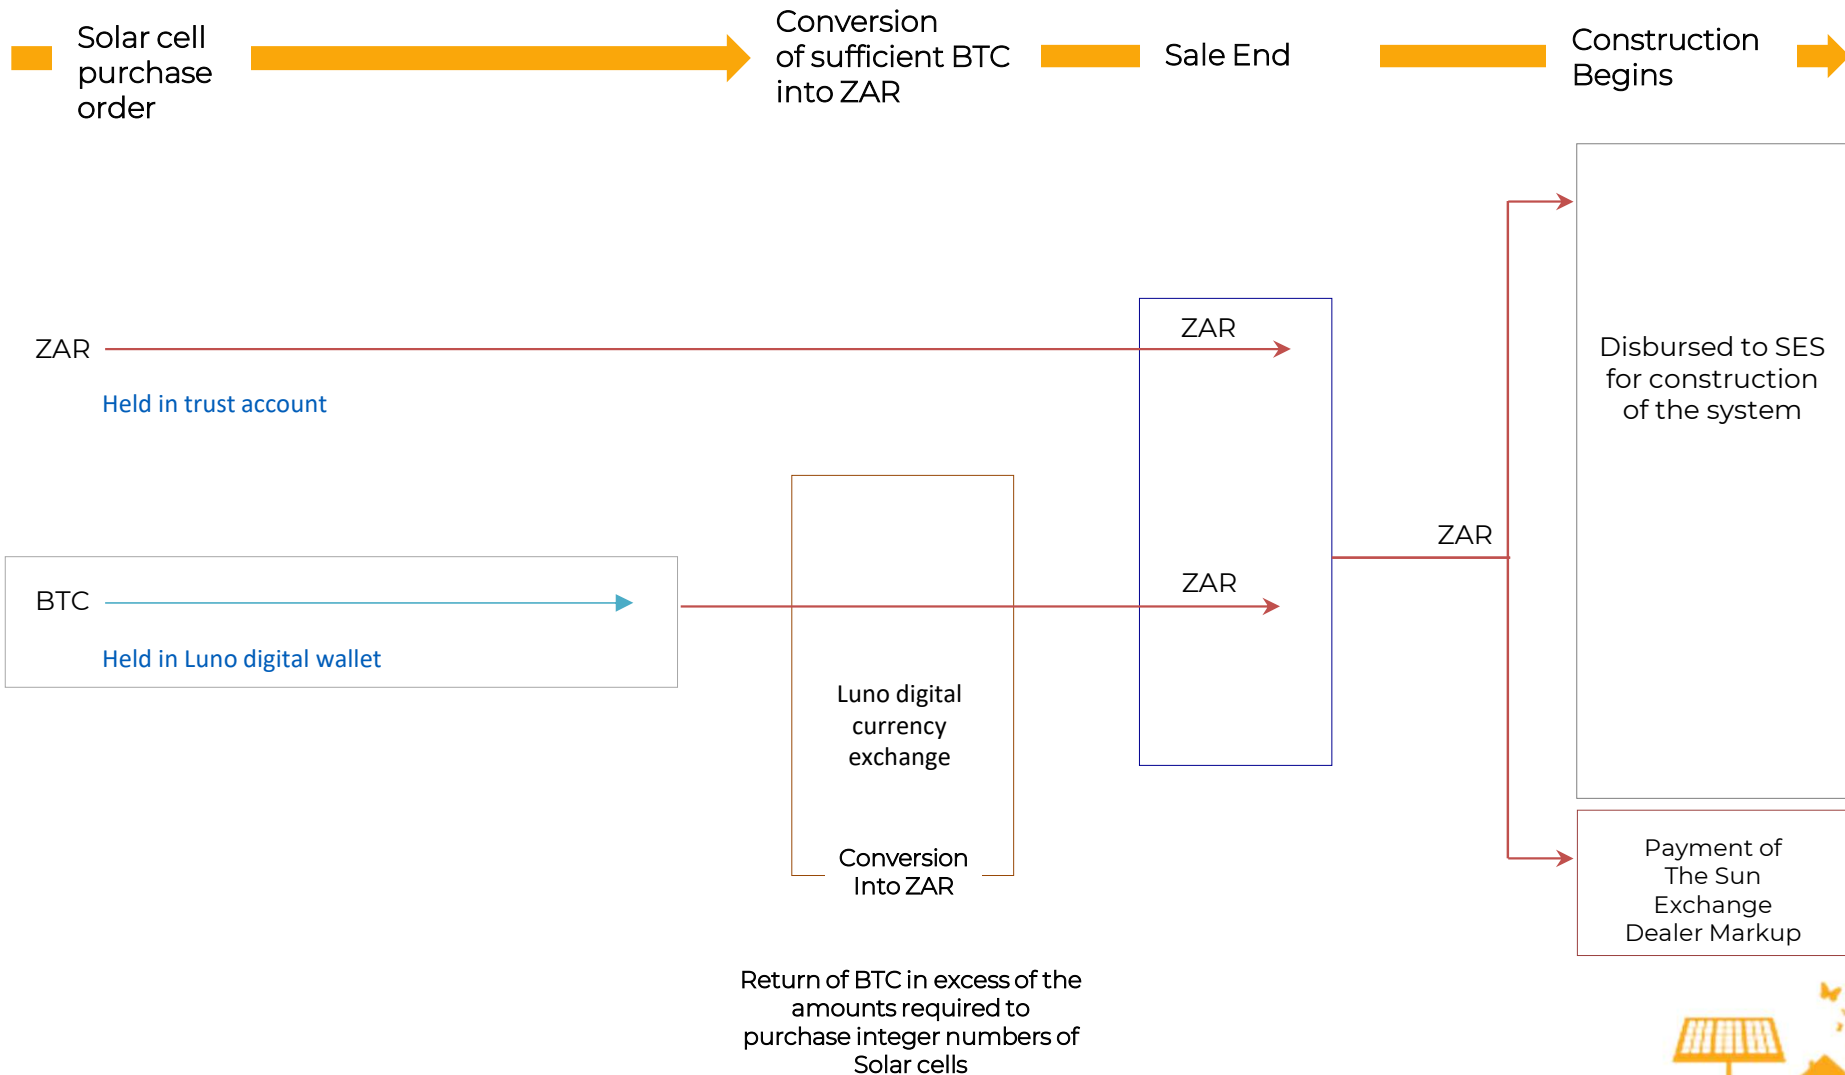 Solar cell
purchase
order
Conversion
of sufficient BTC
into ZAR
Sale End
Construction
Begins
ZAR
Held in trust account
ZAR
Disbursed to SES
for construction
of the system
BTC
Held in Luno digital wallet
ZAR
ZAR
Luno digital
currency
exchange
Conversion
Into ZAR
Payment of
The Sun
Exchange
Dealer Markup
Return of BTC in excess of the
amounts required to
purchase integer numbers of
Solar cells